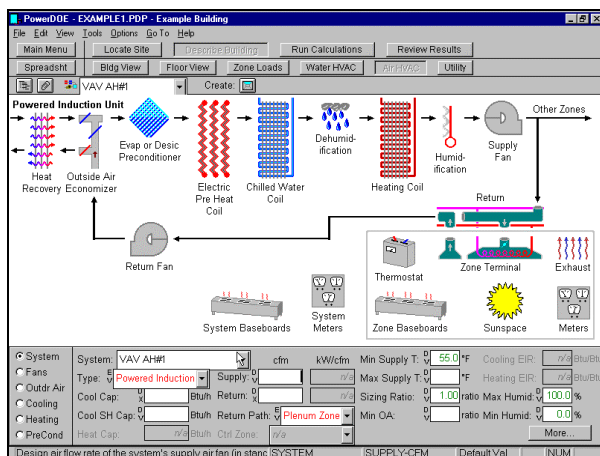 PowerDOE - EXAMPLE1.PDP - Example Building
File Edit View Tools Options Go To Help
Main Menu Locate Site Describe Building Run Calculations Review Results
Spreadsht Bldg View Floor View Zone Loads Water HVAC Air HVAC Utility
VAV AH#1 Create:
Powered Induction Unit
Other Zones
Heat Recovery
Outside Air Economizer
Evap or Desic Preconditioner
Electric Pre Heat Coil
Chilled Water Coil
Dehumid-ification
Heating Coil
Humid-ification
Supply Fan
Return
Return Fan
Thermostat
Zone Terminal
Exhaust
System Baseboards
System Meters
Zone Baseboards
Sunspace
Meters
System System: VAV AH#1 cfm kW/cfm Min Supply T: 55.0 °F Cooling EIR: n/a Btu/Btu
Fans Type: Powered Induction Supply: n/a Max Supply T: °F Heating EIR: n/a Btu/Btu
Outdr Air Cool Cap: Btu/h Return: n/a Sizing Ratio: 1.00 ratio Max Humid: 100.0 %
Cooling Cool SH Cap: Btu/h Return Path: Plenum Zone Min OA: ratio Min Humid: 0.0 %
Heating Heat Cap: n/a Btu/h Ctrl Zone: n/a More...
PreCond
Design air flow rate of the system's supply air fan (in stanc SYSTEM SUPPLY-CFM Default Val NUM